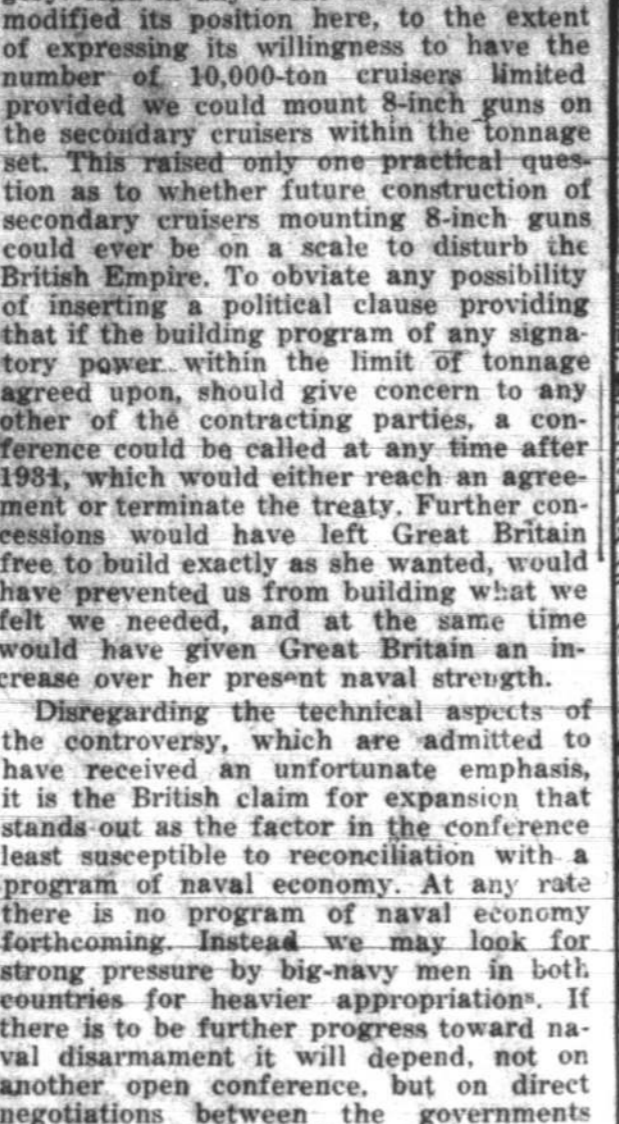 modified its position here, to the extent
of expressing its willingness to have the
number of 10,000-ton cruisers limited
provided we could mount 8-inch guns on
the secondary cruisers within the tonnage
set. This raised only one practical ques-
tion as to whether future construction of
secondary cruisers mounting 8-inch guns
could ever be on a scale to disturb the
British Empire. To obviate any possibility
of inserting a political clause providing
that if the building program of any signa-
tory power within the limit of tonnage
agreed upon, should give concern to any
other of the contracting parties, a con-
ference could be called at any time after
1931, which would either reach an agree-
ment or terminate the treaty. Further con-
cessions would have left Great Britain
free to build exactly as she wanted, would
have prevented us from building what we
felt we needed, and at the same time
would have given Great Britain an in-
crease over her present naval strength.
Disregarding the technical aspects of
the controversy, which are admitted to
have received an unfortunate emphasis,
it is the British claim for expansion that
stands out as the factor in the conference
least susceptible to reconciliation with a
program of naval economy. At any rate
there is no program of naval economy
forthcoming. Instead we may look for
strong pressure by big-navy men in both
countries for heavier appropriations. If
there is to be further progress toward na-
val disarmament it will depend, not on
another open conference, but on direct
negotiations between the governments